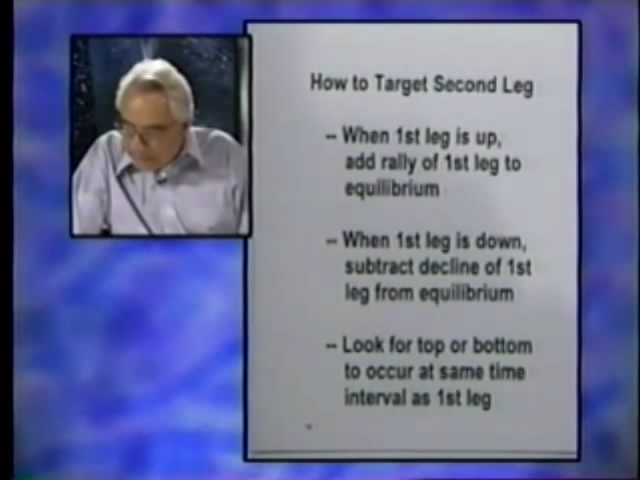 How to Target Second Leg
-- When 1st leg is up,
add rally of 1st leg to
equilibrium
-- When 1st leg is down,
subtract decline of 1st
leg from equilibrium
-- Look for top or bottom
to occur at same time
interval as 1st leg